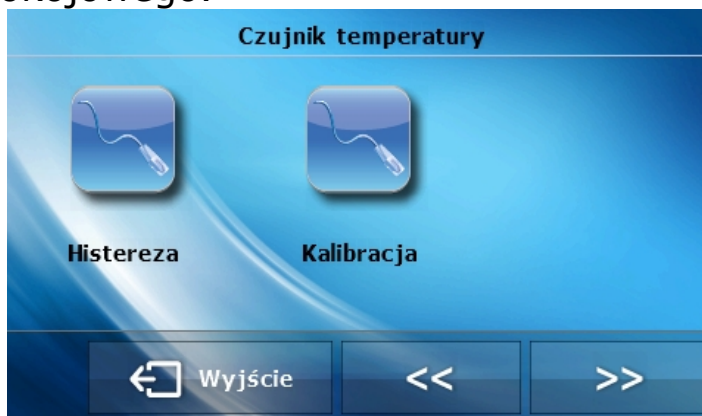 Czujnik temperatury
Histereza
Kalibracja
Wyjście
<<
>>